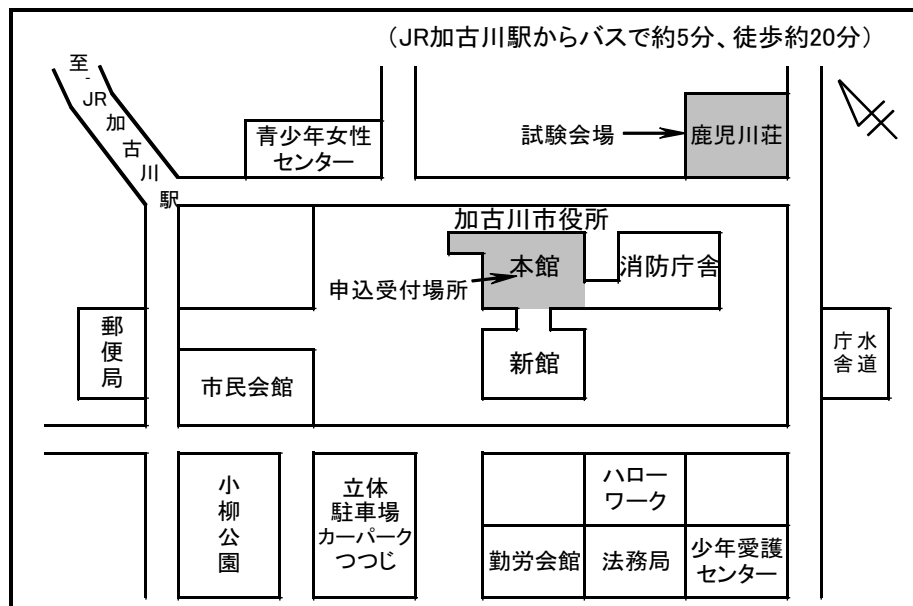 （JR加古川駅からバスで約5分、徒歩約20分）
至
JR加古川駅
青少年女性
センター
試験会場
鹿児川荘
加古川市役所
本館
消防庁舎
申込受付場所
郵便局
新館
水道
庁舎
市民会館
小柳公園
立体
駐車場
カーパーク
つつじ
ハロー
ワーク
勤労会館
法務局
少年愛護
センター